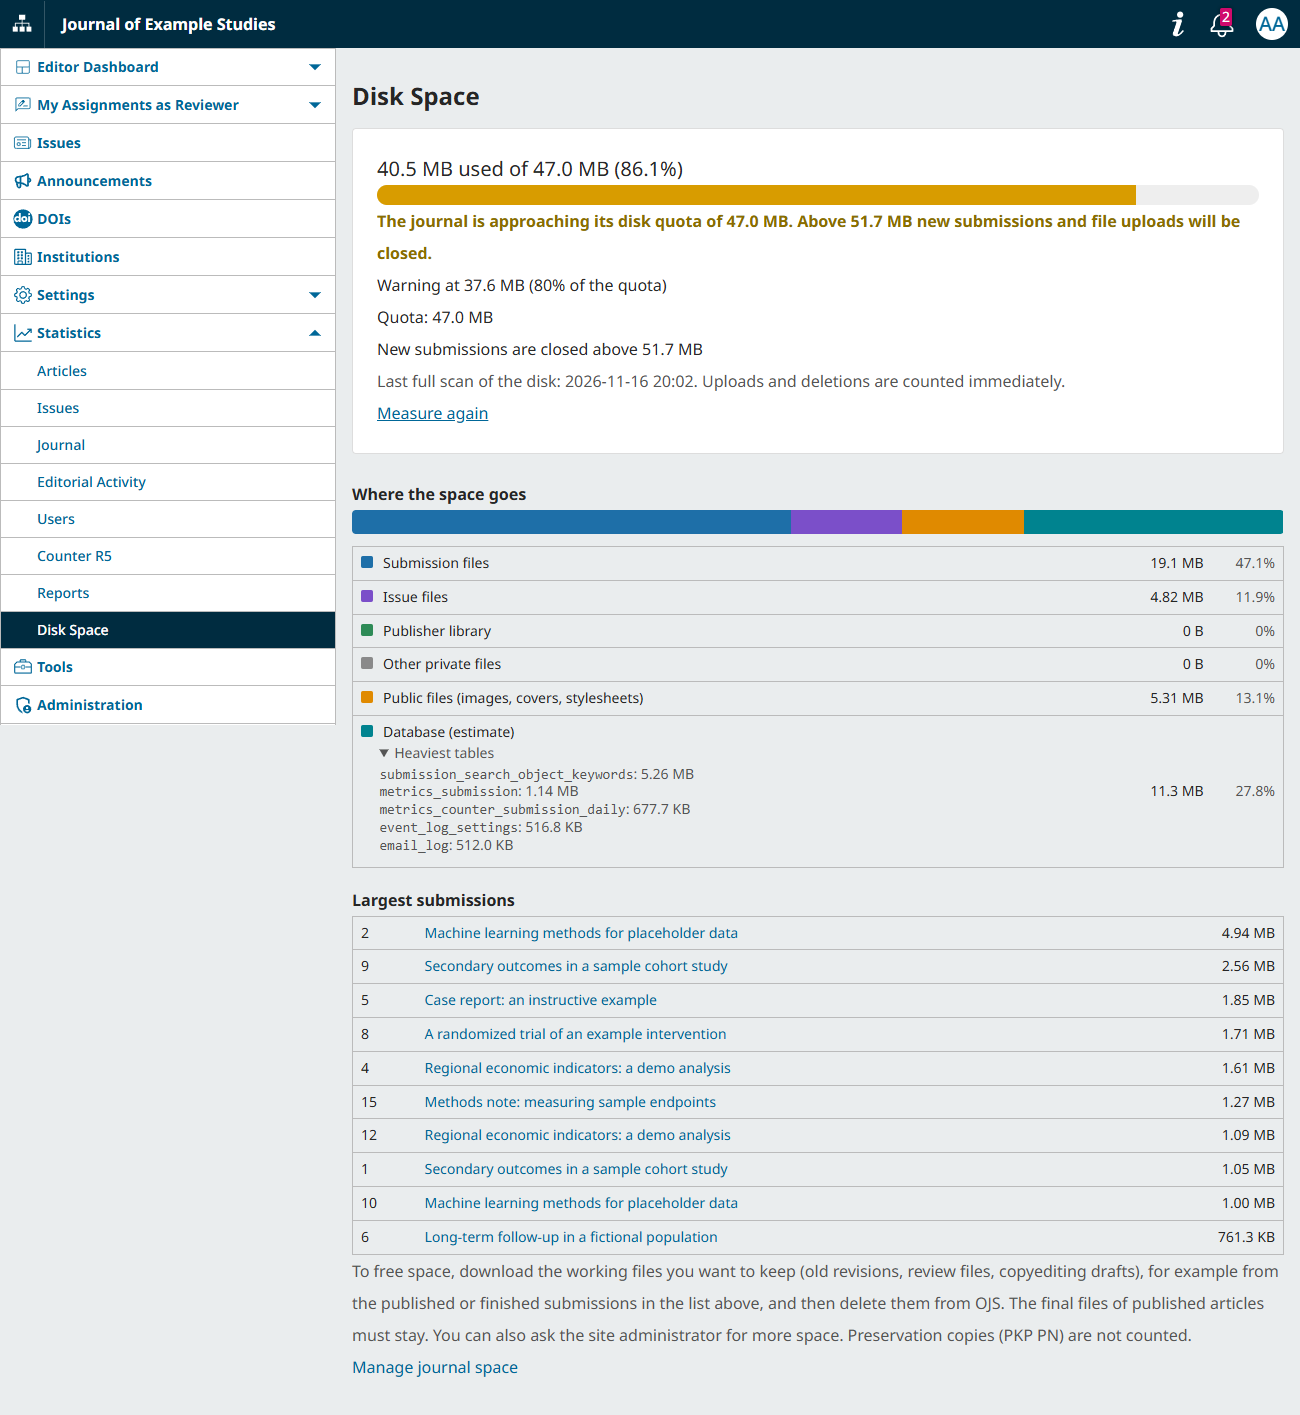 Journal of Example Studies
i
2
AA
Editor Dashboard
My Assignments as Reviewer
Issues
Announcements
doi DOIs
Institutions
Settings
Statistics
Articles
Issues
Journal
Editorial Activity
Users
Counter R5
Reports
Disk Space
Tools
Administration
Disk Space
40.5 MB used of 47.0 MB (86.1%)
The journal is approaching its disk quota of 47.0 MB. Above 51.7 MB new submissions and file uploads will be
closed.
Warning at 37.6 MB (80% of the quota)
Quota: 47.0 MB
New submissions are closed above 51.7 MB
Last full scan of the disk: 2026-11-16 20:02. Uploads and deletions are counted immediately.
Measure again
Where the space goes
Submission files 19.1 MB 47.1%
Issue files 4.82 MB 11.9%
Publisher library 0 B 0%
Other private files 0 B 0%
Public files (images, covers, stylesheets) 5.31 MB 13.1%
Database (estimate)
Heaviest tables
submission_search_object_keywords: 5.26 MB
metrics_submission: 1.14 MB 11.3 MB 27.8%
metrics_counter_submission_daily: 677.7 KB
event_log_settings: 516.8 KB
email_log: 512.0 KB
Largest submissions
2 Machine learning methods for placeholder data 4.94 MB
9 Secondary outcomes in a sample cohort study 2.56 MB
5 Case report: an instructive example 1.85 MB
8 A randomized trial of an example intervention 1.71 MB
4 Regional economic indicators: a demo analysis 1.61 MB
15 Methods note: measuring sample endpoints 1.27 MB
12 Regional economic indicators: a demo analysis 1.09 MB
1 Secondary outcomes in a sample cohort study 1.05 MB
10 Machine learning methods for placeholder data 1.00 MB
6 Long-term follow-up in a fictional population 761.3 KB
To free space, download the working files you want to keep (old revisions, review files, copyediting drafts), for example from
the published or finished submissions in the list above, and then delete them from OJS. The final files of published articles
must stay. You can also ask the site administrator for more space. Preservation copies (PKP PN) are not counted.
Manage journal space